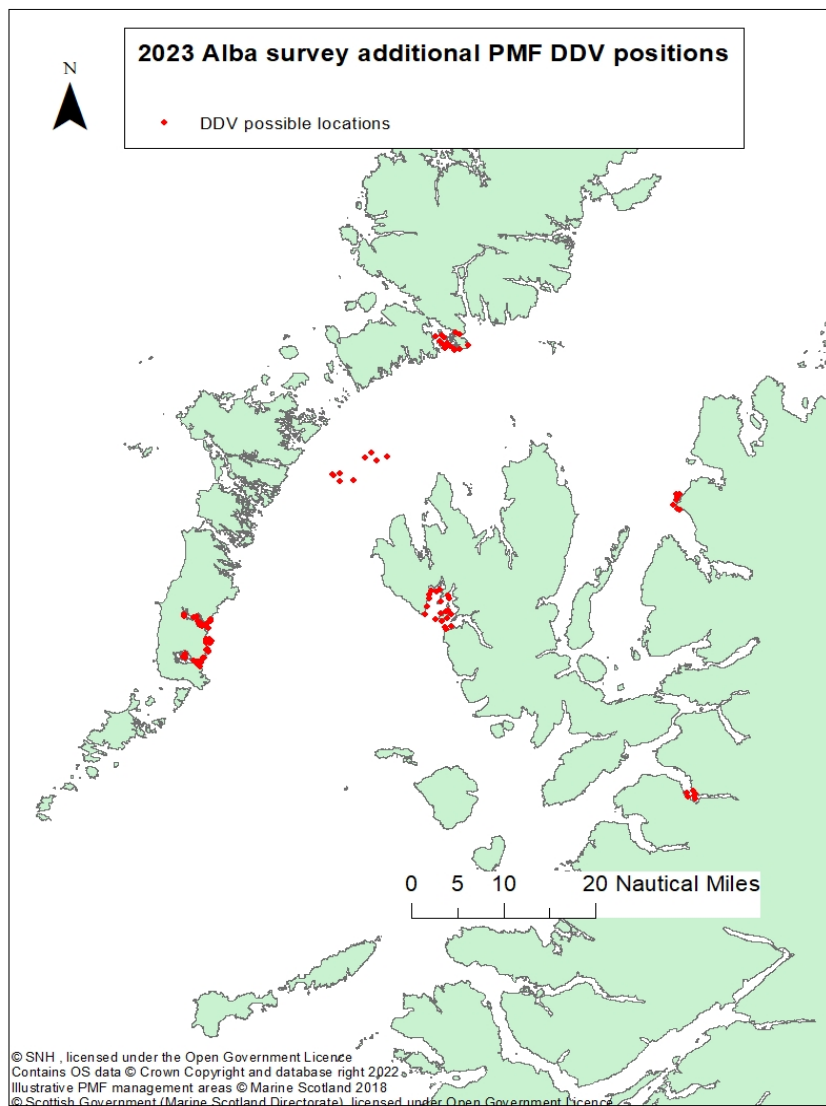 2023 Alba survey additional PMF DDV positions
N
DDV possible locations
0 5 10 20 Nautical Miles
© SNH , licensed under the Open Government Licence
Contains OS data © Crown Copyright and database right 2022
Illustrative PMF management areas © Marine Scotland 2018
© Scottish Government (Marine Scotland Directorate), licensed under Open Government Licence